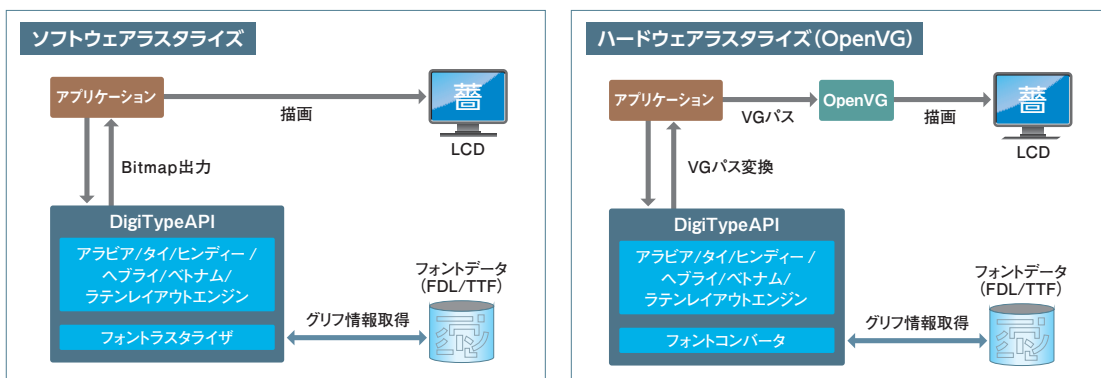 ソフトウェアラスタライズ
アプリケーション
薔
描画
LCD
Bitmap出力
DigiTypeAPI
アラビア/タイ/ヒンディー/
ヘブライ/ベトナム/
ラテンレイアウトエンジン
フォントラスタライザ
グリフ情報取得
フォントデータ
(FDL/TTF)
ハードウェアラスタライズ(OpenVG)
アプリケーション
VGパス
OpenVG
描画
薔
LCD
VGパス変換
DigiTypeAPI
アラビア/タイ/ヒンディー/
ヘブライ/ベトナム/
ラテンレイアウトエンジン
フォントコンバータ
グリフ情報取得
フォントデータ
(FDL/TTF)